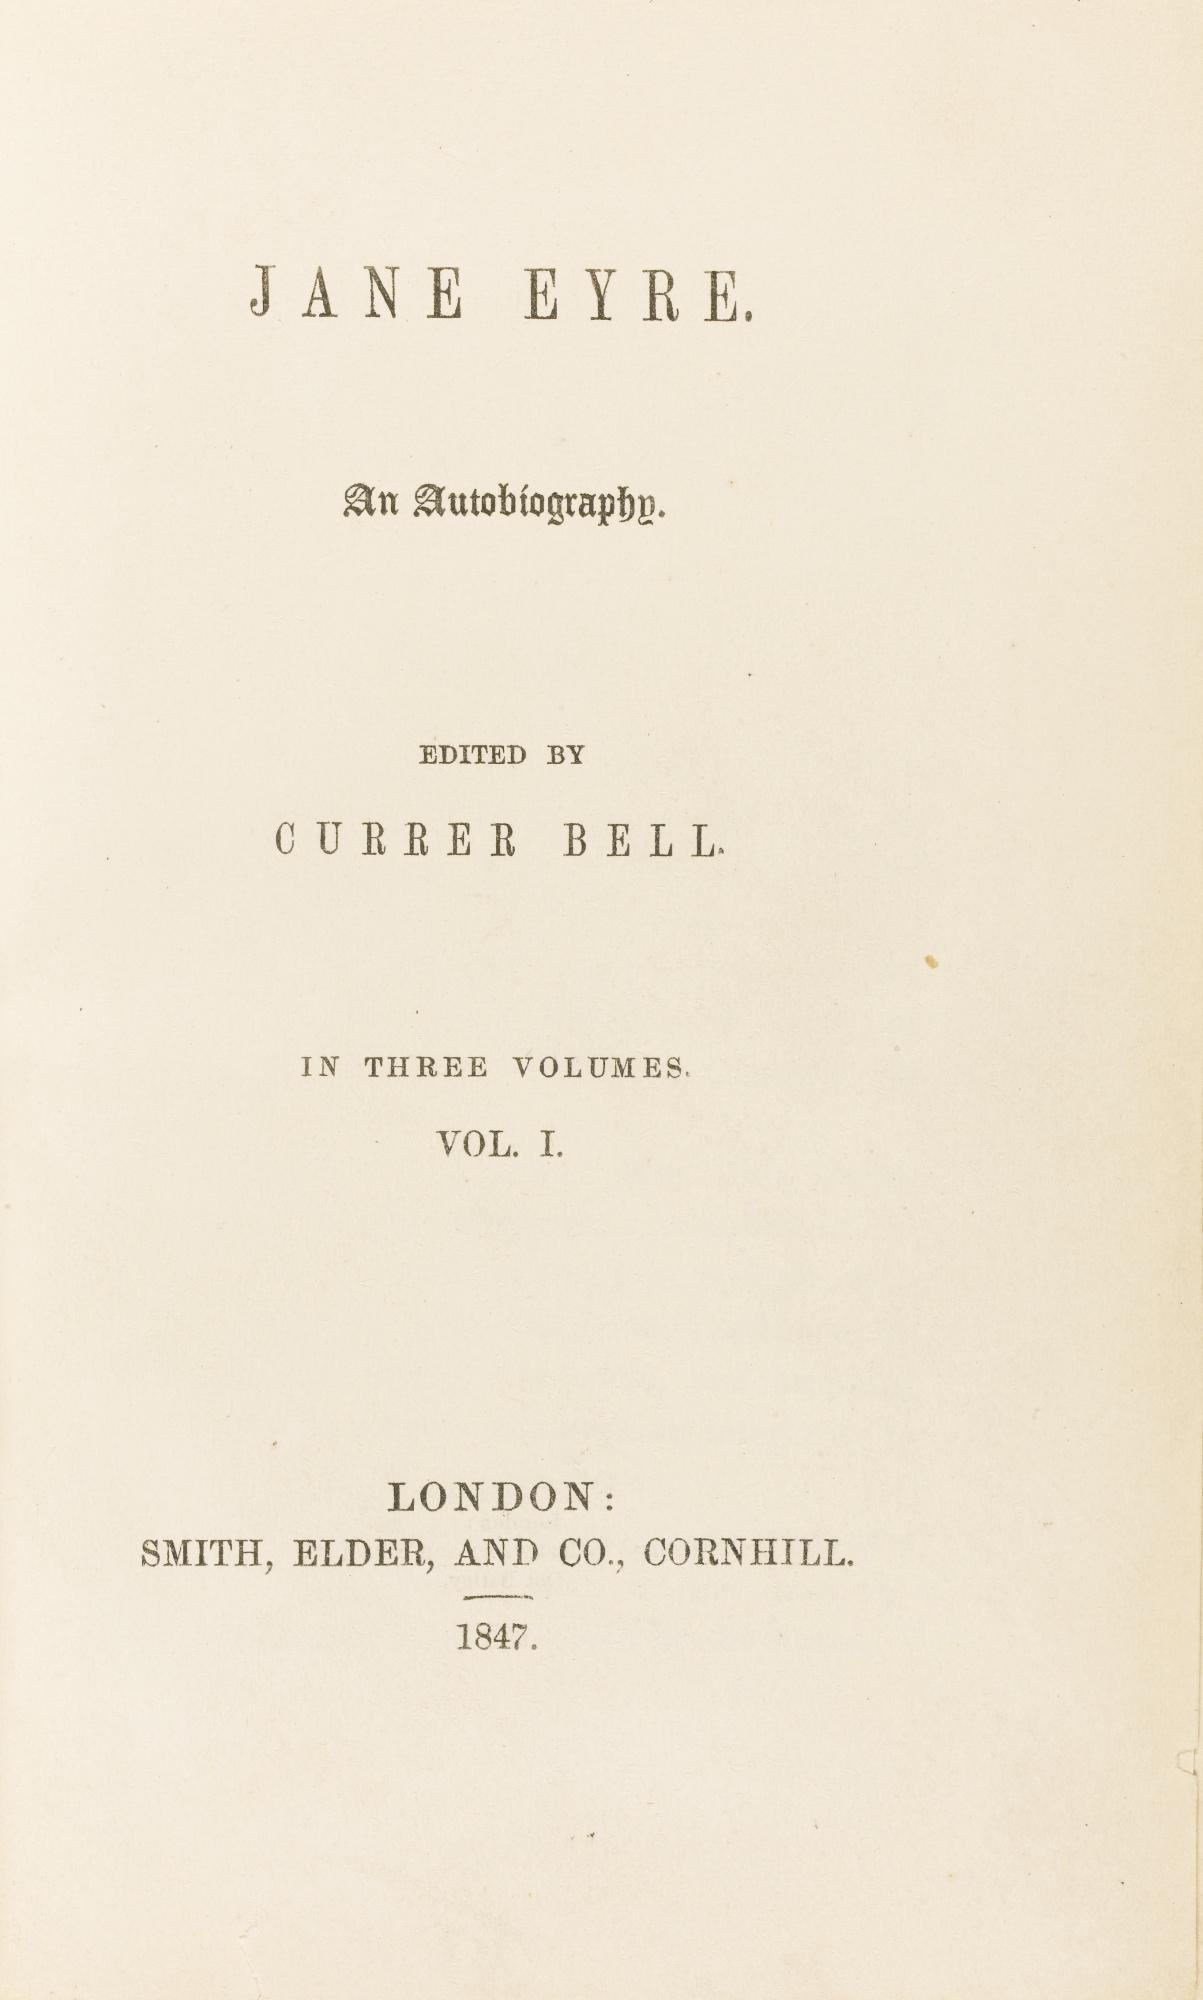 JANE EYRE.
An Autobiography.
EDITED BY
CURRER BELL.
IN THREE VOLUMES.
VOL. I.
LONDON:
SMITH, ELDER, AND CO., CORNHILL.
1847.